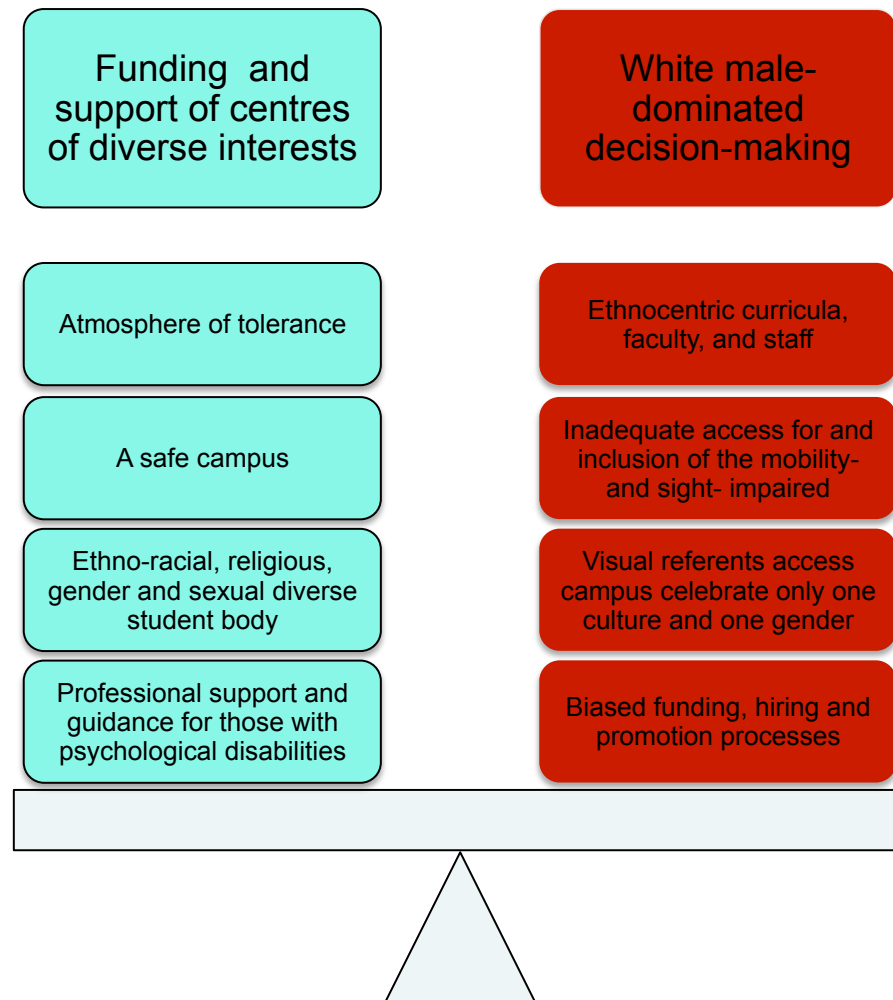 Funding and
support of centres
of diverse interests
White male-
dominated
decision-making
Atmosphere of tolerance
Ethnocentric curricula,
faculty, and staff
A safe campus
Inadequate access for and
inclusion of the mobility-
and sight- impaired
Ethno-racial, religious,
gender and sexual diverse
student body
Visual referents access
campus celebrate only one
culture and one gender
Professional support and
guidance for those with
psychological disabilities
Biased funding, hiring and
promotion processes